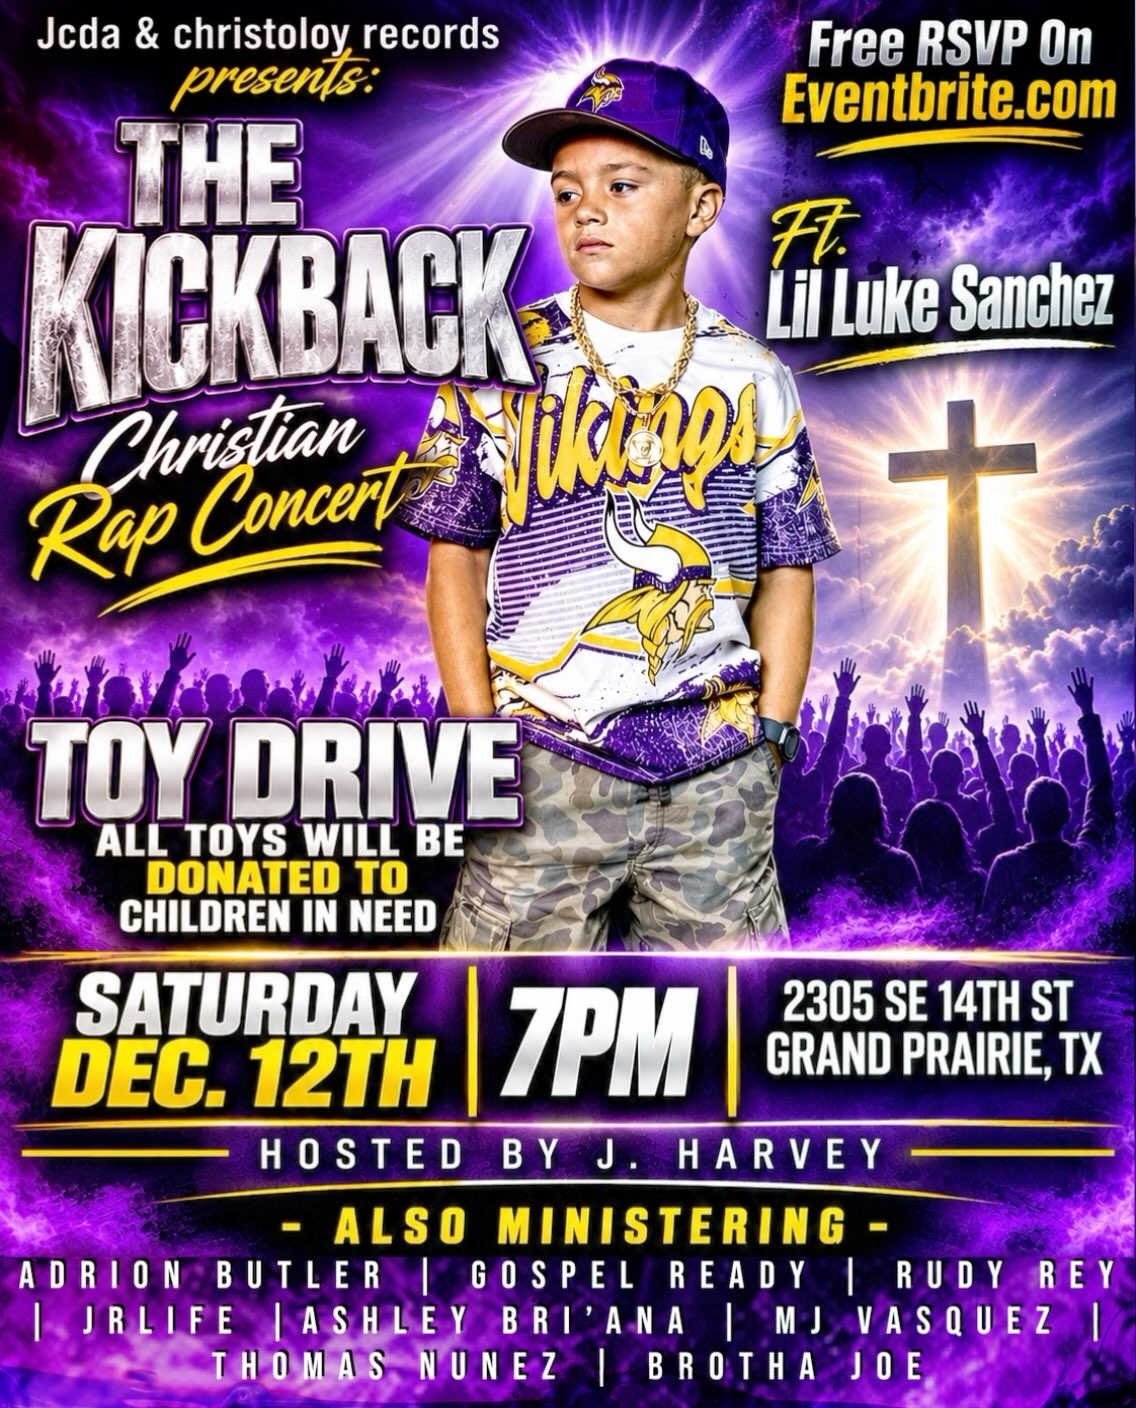 Jcda & christoloy records
presents:
THE
KICKBACK
Christian
Rap Concert
Free RSVP On
Eventbrite.com
Ft.
Lil Luke Sanchez
Vikings
TOY DRIVE
ALL TOYS WILL BE
DONATED TO
CHILDREN IN NEED
SATURDAY
DEC. 12TH
7PM
2305 SE 14TH ST
GRAND PRAIRIE, TX
HOSTED BY J. HARVEY
- ALSO MINISTERING -
ADRION BUTLER | GOSPEL READY | RUDY REY
| JRLIFE |ASHLEY BRI'ANA | MJ VASQUEZ |
THOMAS NUNEZ | BROTHA JOE